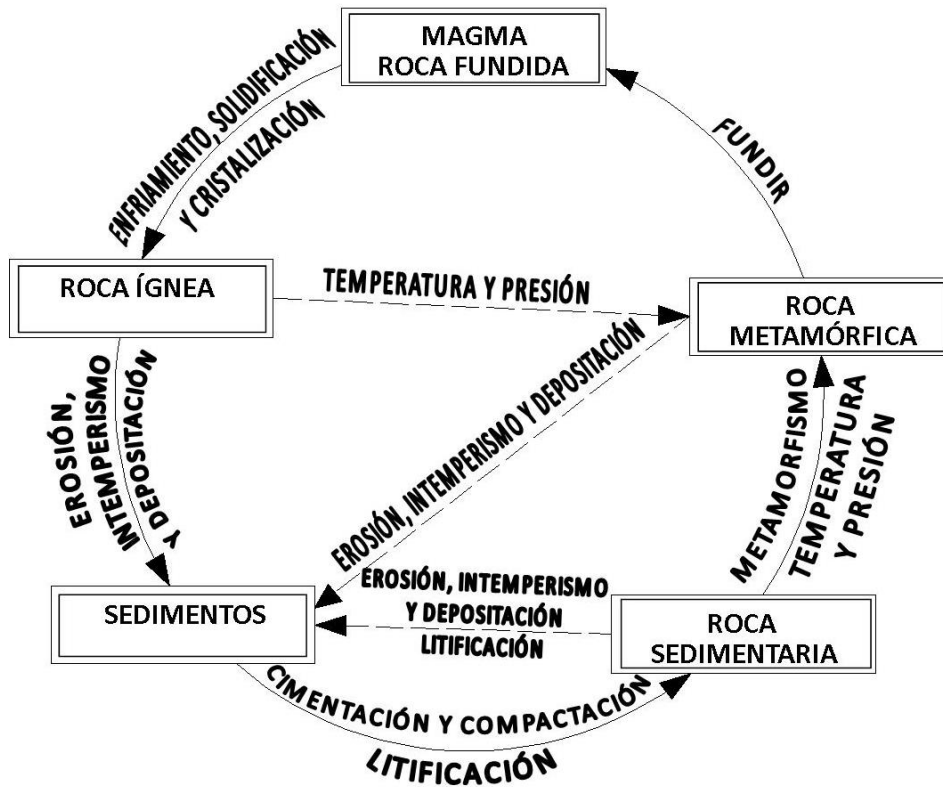 MAGMA
ROCA FUNDIDA
ENFRIAMIENTO, SOLIDIFICACIÓN
Y CRISTALIZACIÓN
FUNDIR
ROCA ÍGNEA
TEMPERATURA Y PRESIÓN
ROCA
METAMÓRFICA
EROSIÓN,
INTEMPERISMO
Y DEPOSITACIÓN
EROSIÓN, INTEMPERISMO Y DEPOSITACIÓN
METAMORFISMO
TEMPERATURA
Y PRESIÓN
SEDIMENTOS
EROSIÓN, INTEMPERISMO
Y DEPOSITACIÓN
LITIFICACIÓN
ROCA
SEDIMENTARIA
CIMENTACIÓN Y COMPACTACIÓN
LITIFICACIÓN